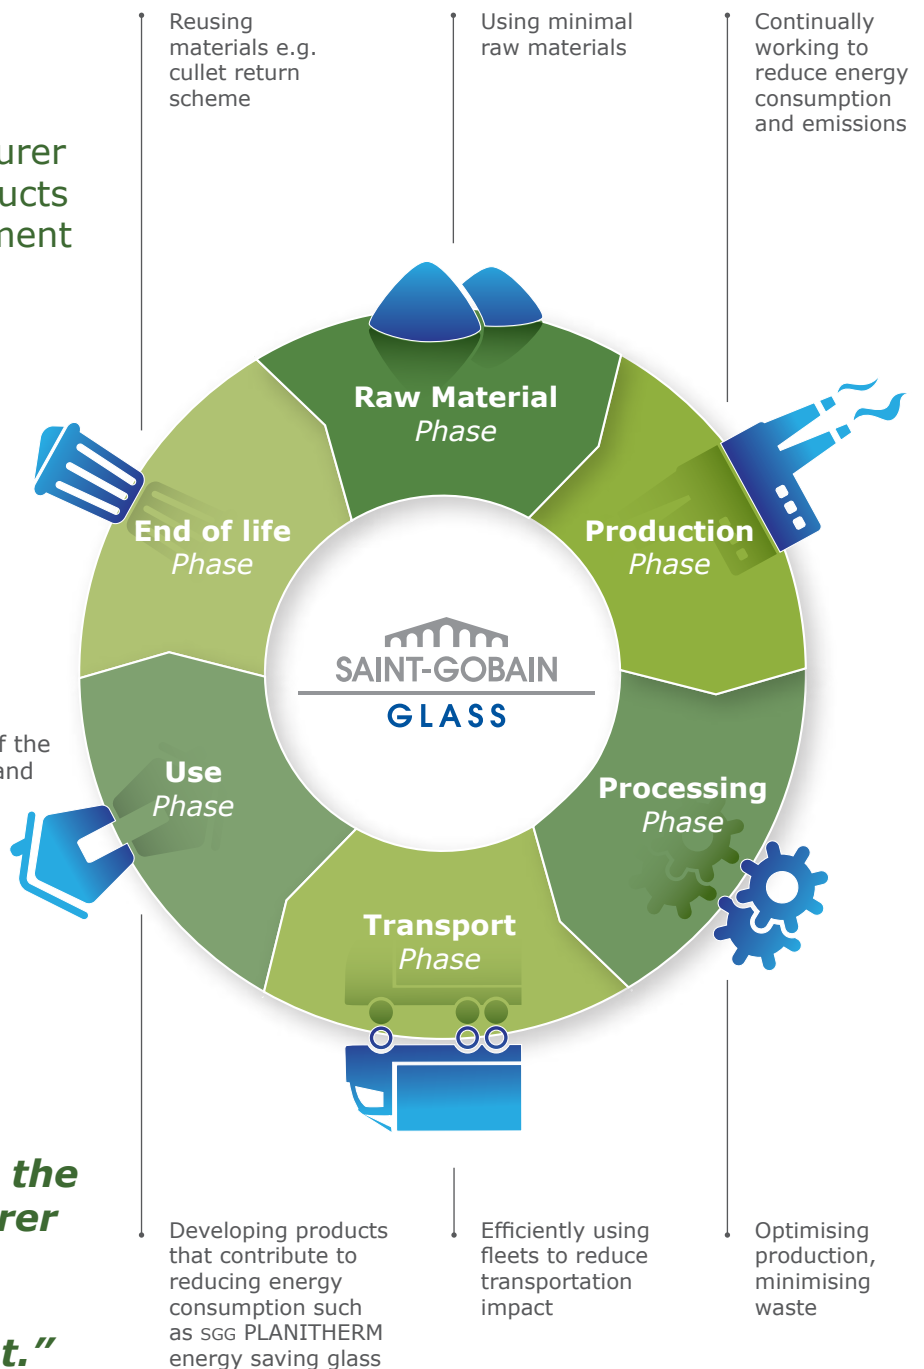 Reusing
materials e.g.
cullet return
scheme
Using minimal
raw materials
Continually
working to
reduce energy
consumption
and emissions
urer
ucts
ment
Raw Material
Phase
Production
Phase
End of life
Phase
SAINT-GOBAIN
GLASS
f the
and
Use
Phase
Processing
Phase
Transport
Phase
the
rer
t.”
Developing products
that contribute to
reducing energy
consumption such
as SGG PLANITHERM
energy saving glass
Efficiently using
fleets to reduce
transportation
impact
Optimising
production,
minimising
waste